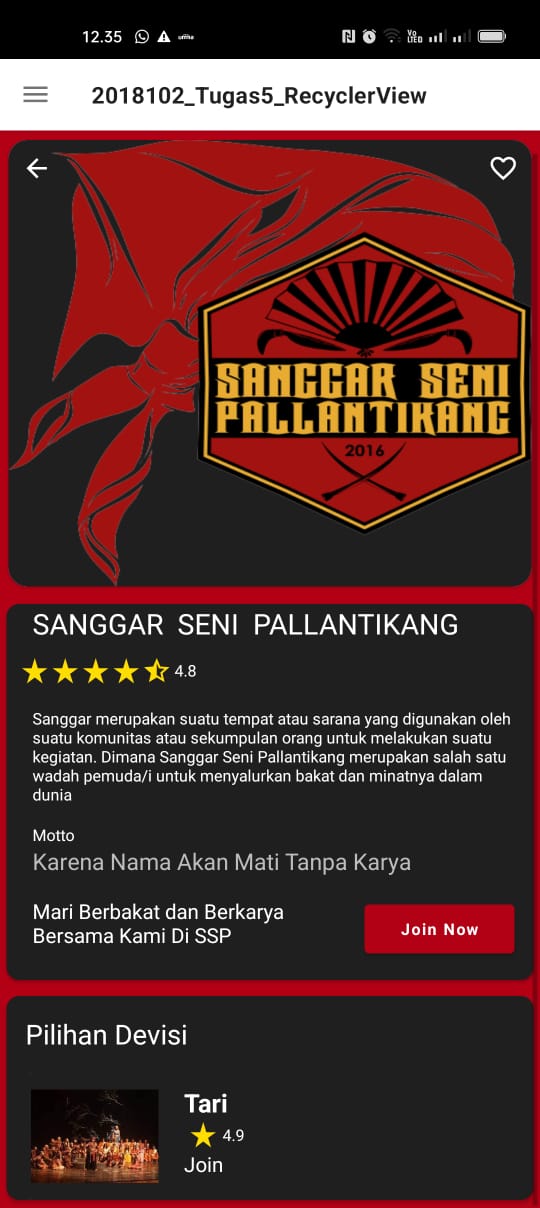 12.35
VO
LTED
2018102_Tugas5_RecyclerView
SANGGAR SENI
PALLANTIKANG
2016
SANGGAR SENI PALLANTIKANG
4.8
Sanggar merupakan suatu tempat atau sarana yang digunakan oleh
suatu komunitas atau sekumpulan orang untuk melakukan suatu
kegiatan. Dimana Sanggar Seni Pallantikang merupakan salah satu
wadah pemuda/i untuk menyalurkan bakat dan minatnya dalam
dunia
Motto
Karena Nama Akan Mati Tanpa Karya
Mari Berbakat dan Berkarya
Bersama Kami Di SSP
Join Now
Pilihan Devisi
Tari
4.9
Join